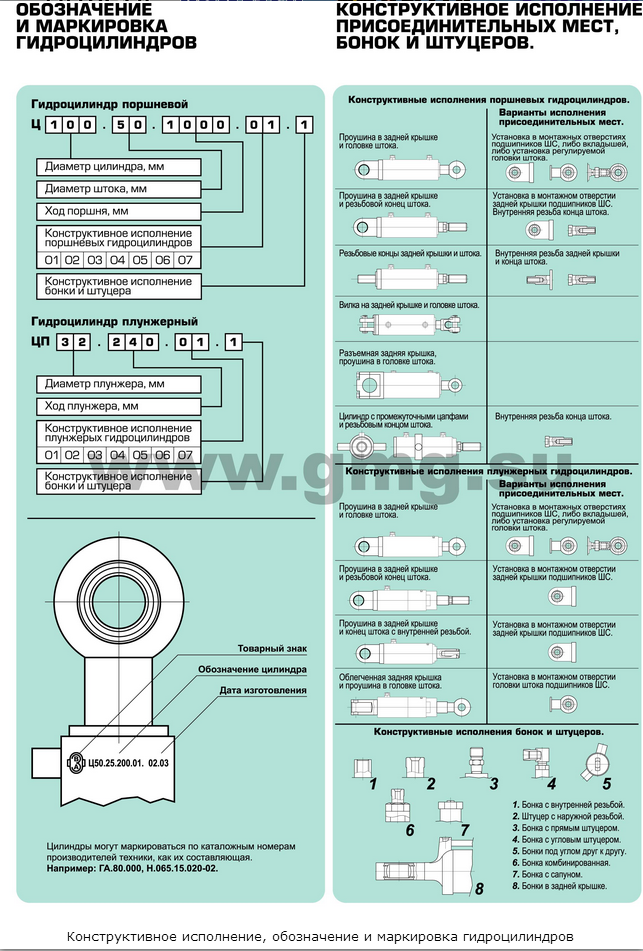 ОБОЗНАЧЕНИЕ
И МАРКИРОВКА
ГИДРОЦИЛИНДРОВ
КОНСТРУКТИВНОЕ ИСПОЛНЕНИЕ
ПРИСОЕДИНИТЕЛЬНЫХ МЕСТ,
БОНОК И ШТУЦЕРОВ.
Гидроцилиндр поршневой
Ц 100.50.1000.01.1
Диаметр цилиндра, мм
Диаметр штока, мм
Ход поршня, мм
Конструктивное исполнение
поршневых гидроцилиндров
01 02 03 04 05 06 07
Конструктивное исполнение
бонки и штуцера
Гидроцилиндр плунжерный
ЦП 32.240.01.1
Диаметр плунжера, мм
Ход плунжера, мм
Конструктивное исполнение
плунжерых гидроцилиндров
01 02 03 04 05 06 07
Конструктивное исполнение
бонки и штуцера
Товарный знак
Обозначение цилиндра
Дата изготовления
Ц50.25.200.01. 02.03
Цилиндры могут маркироваться по каталожным номерам
производителей техники, как их составляющая.
Например: ГА.80.000, Н.065.15.020-02.
Конструктивные исполнения поршневых гидроцилиндров.
Варианты исполнения
присоединительных мест.
Проушина в задней крышке
и головке штока.
Установка в монтажных отверстиях
подшипников ШС, либо вкладышей,
либо установка регулируемой
головки штока.
Проушина в задней крышке
и резьбовой конец штока.
Установка в монтажном отверстии
задней крышки подшипников ШС.
Внутренняя резьба конца штока.
Резьбовые концы задней крышки и штока.
Внутренняя резьба задней крышки
и конца штока.
Вилка на задней крышке и головке штока.
Разъемная задняя крышка,
проушина в головке штока.
Цилиндр с промежуточными цапфами
и резьбовым концом штока.
Внутренняя резьба конца штока.
www.gmg.su
Конструктивные исполнения плунжерных гидроцилиндров.
Варианты исполнения
присоединительных мест.
Проушина в задней крышке
и головке штока.
Установка в монтажных отверстиях
подшипников ШС, либо вкладышей,
либо установка регулируемой
головки штока.
Проушина в задней крышке
и резьбовой конец штока.
Установка в монтажном отверстии
задней крышки подшипников ШС.
Проушина в задней крышке
и конец штока с внутренней резьбой.
Установка в монтажном отверстии
задней крышки подшипников ШС.
Облегченная задняя крышка
и проушина в головке штока.
Установка в монтажном отверстии
головки штока подшипников ШС.
Конструктивные исполнения бонок и штуцеров.
1 2 3 4 5
6 7
8
1. Бонка с внутренней резьбой.
2. Штуцер с наружной резьбой.
3. Бонка с прямым штуцером.
4. Бонка с угловым штуцером.
5. Бонки под углом друг к другу.
6. Бонка комбинированная.
7. Бонка с сапуном.
8. Бонки в задней крышке.
Конструктивное исполнение, обозначение и маркировка гидроцилиндров